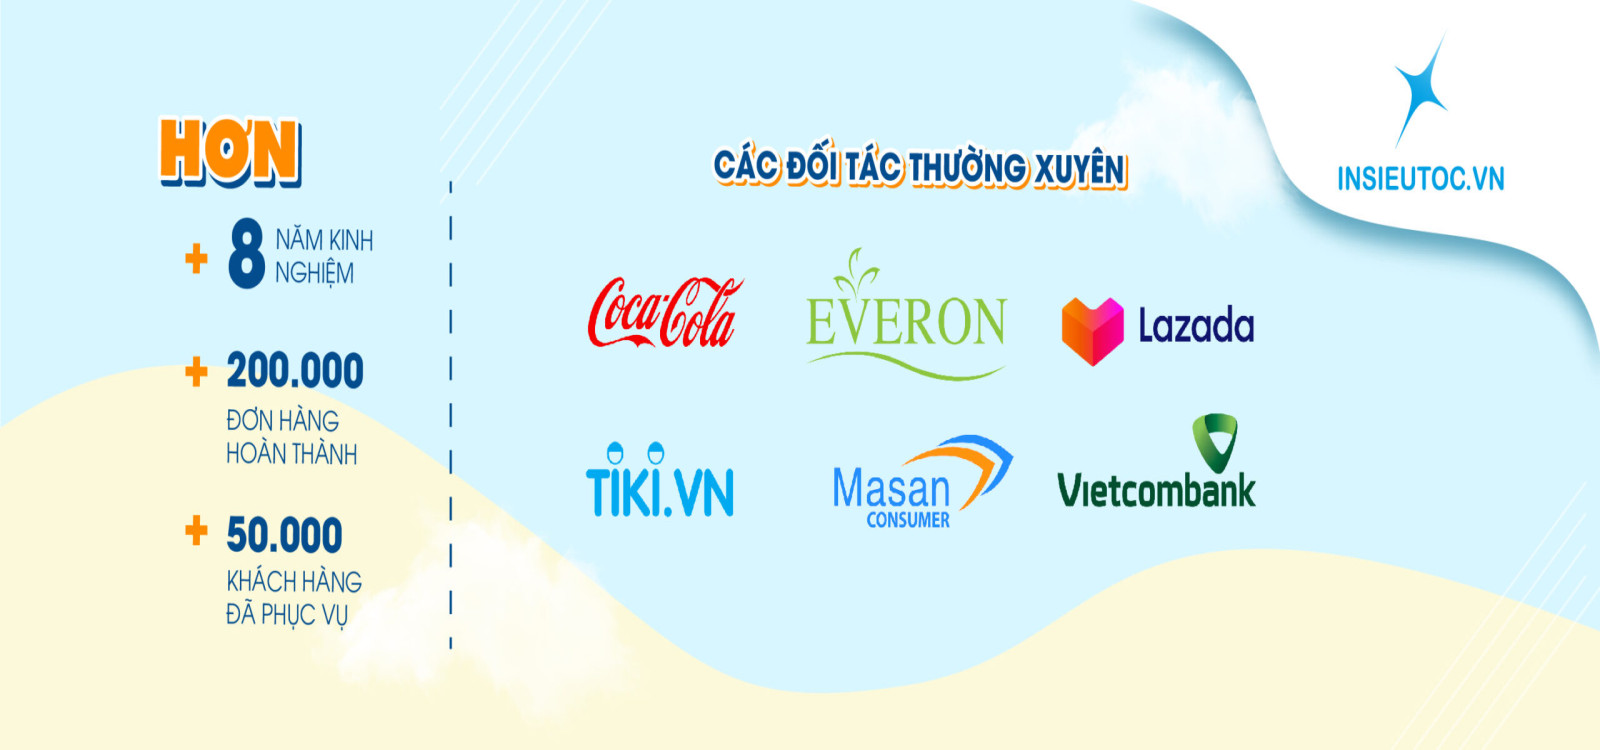 HƠN
+ 8 NĂM KINH
NGHIỆM
+ 200.000
ĐƠN HÀNG
HOÀN THÀNH
+ 50.000
KHÁCH HÀNG
ĐÃ PHỤC VỤ
CÁC ĐỐI TÁC THƯỜNG XUYÊN
INSIEUTOC.VN
Coca-Cola
EVERON
Lazada
TIKI.VN
Masan
CONSUMER
Vietcombank